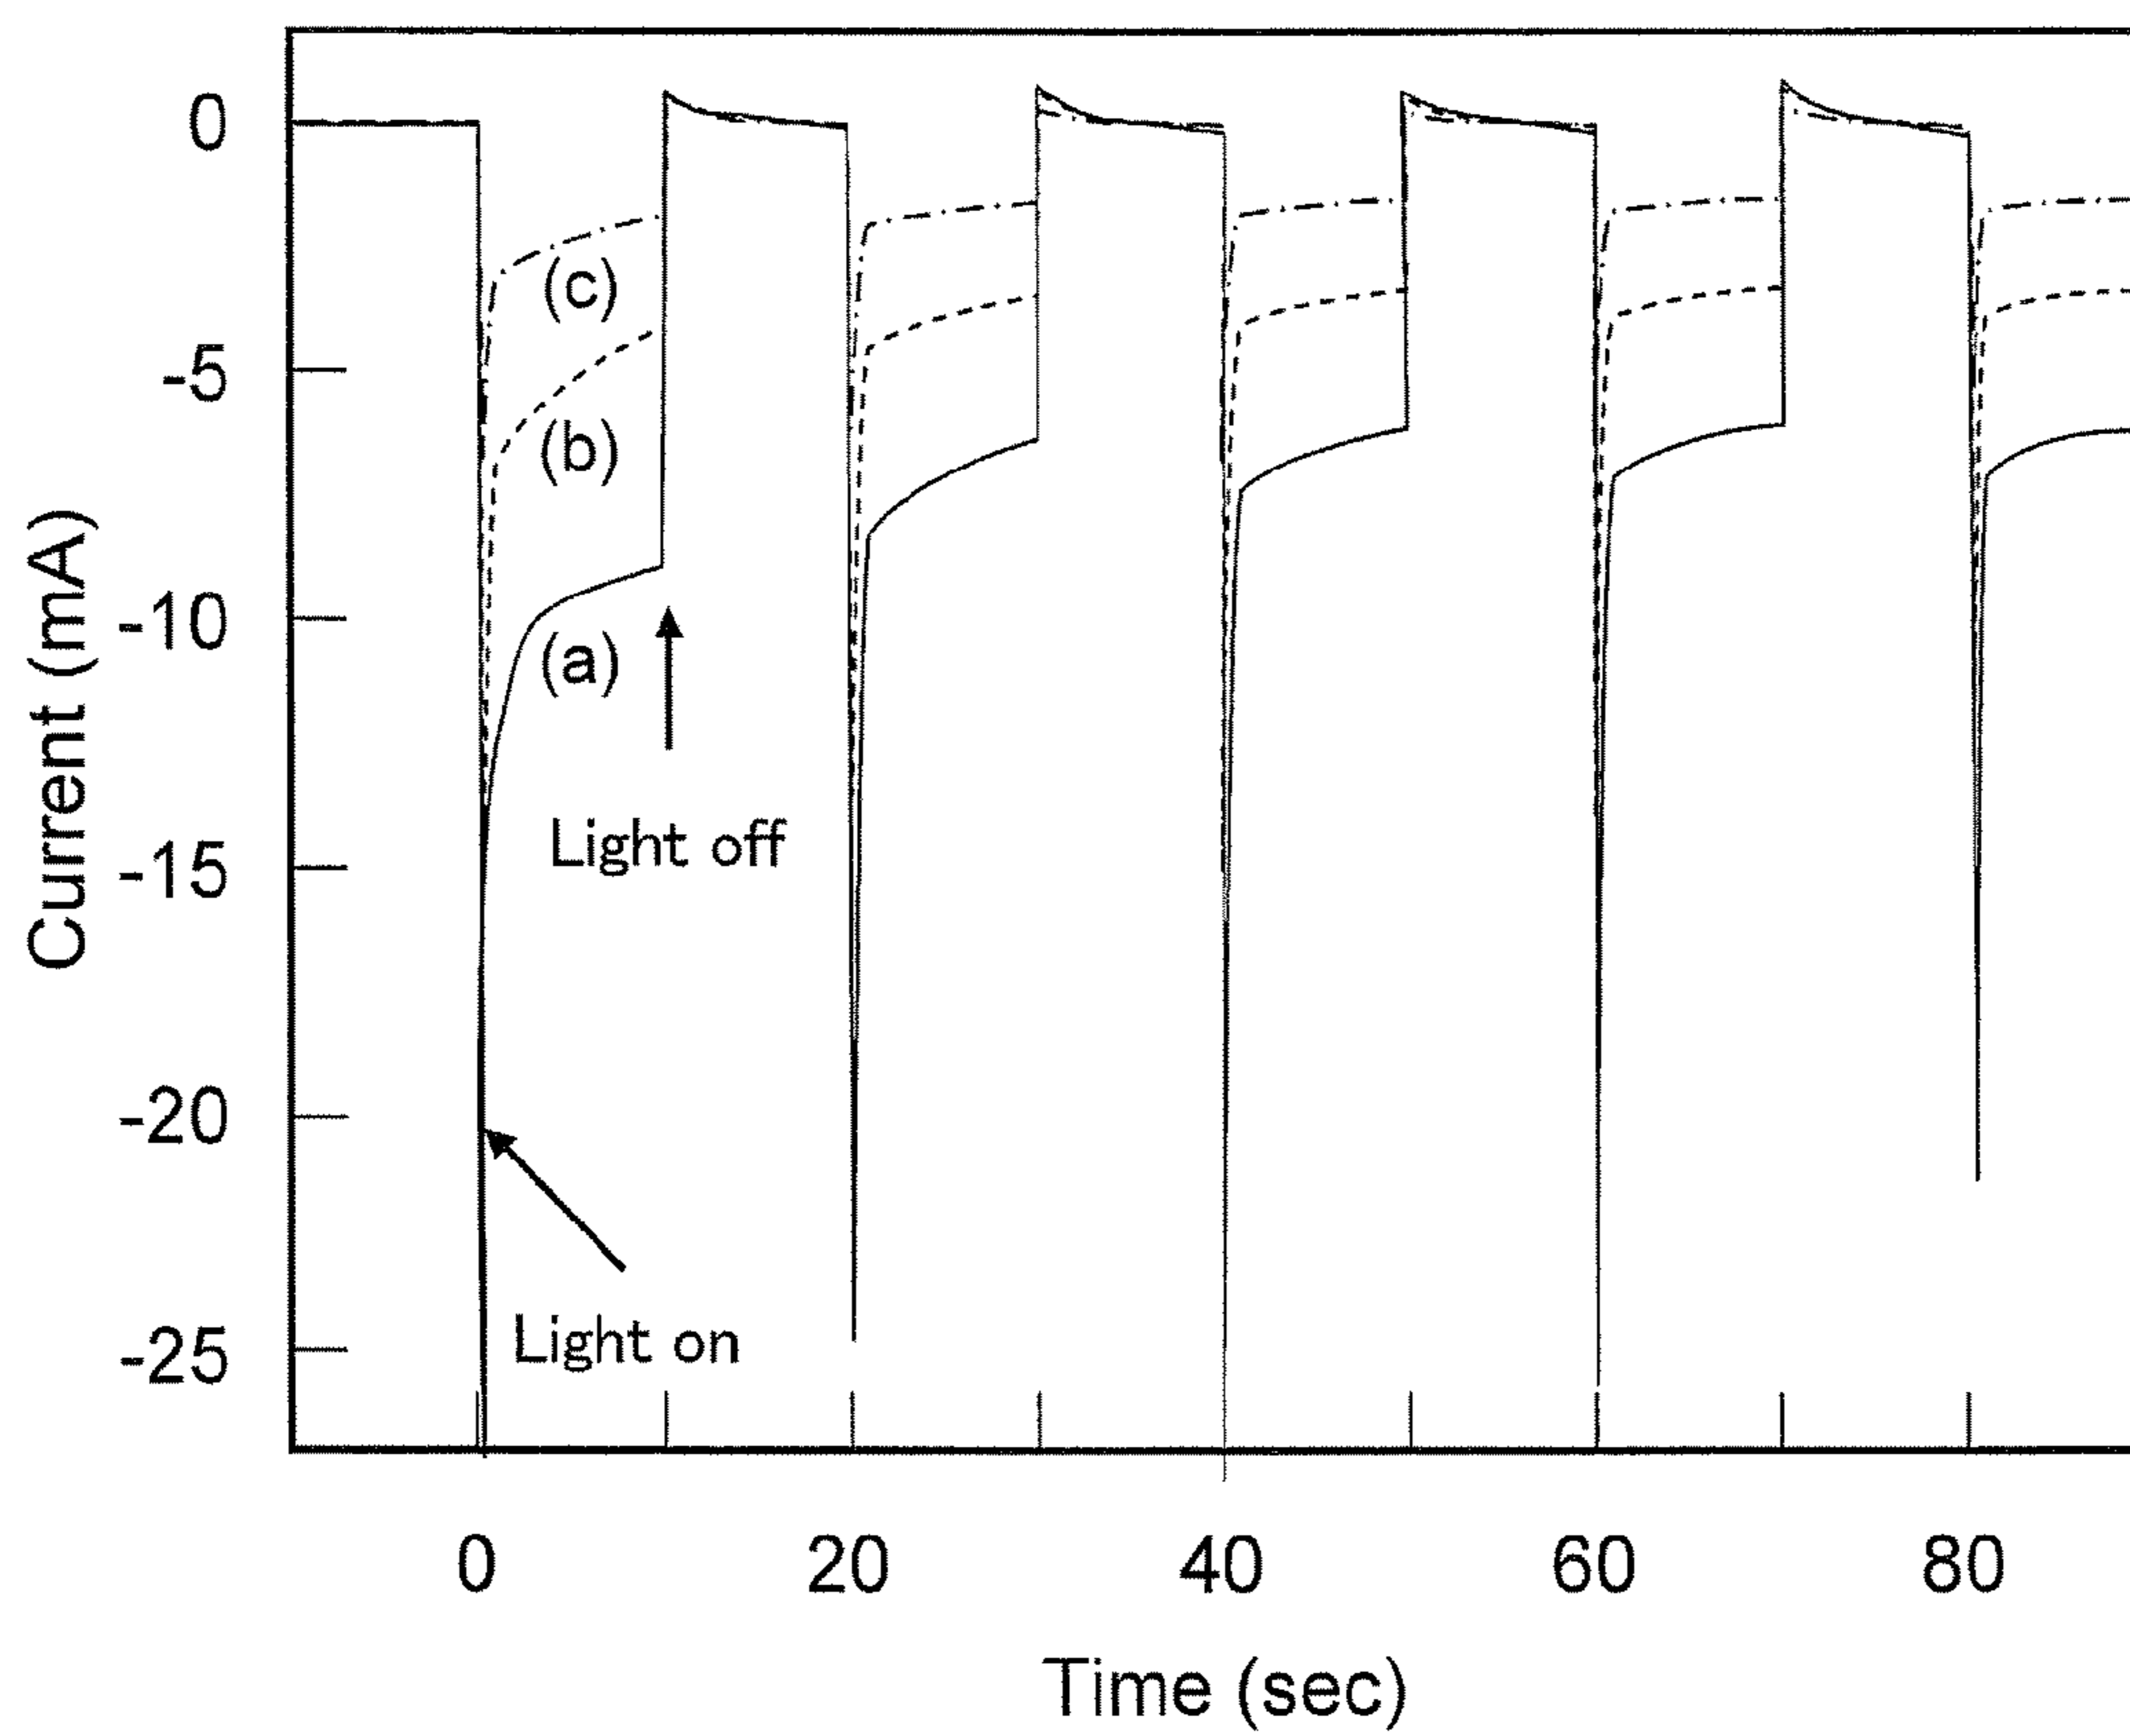 0
-5
-10
-15
-20
-25
Current (mA)
(c)
(b)
(a)
Light off
Light on
0 20 40 60 80
Time (sec)